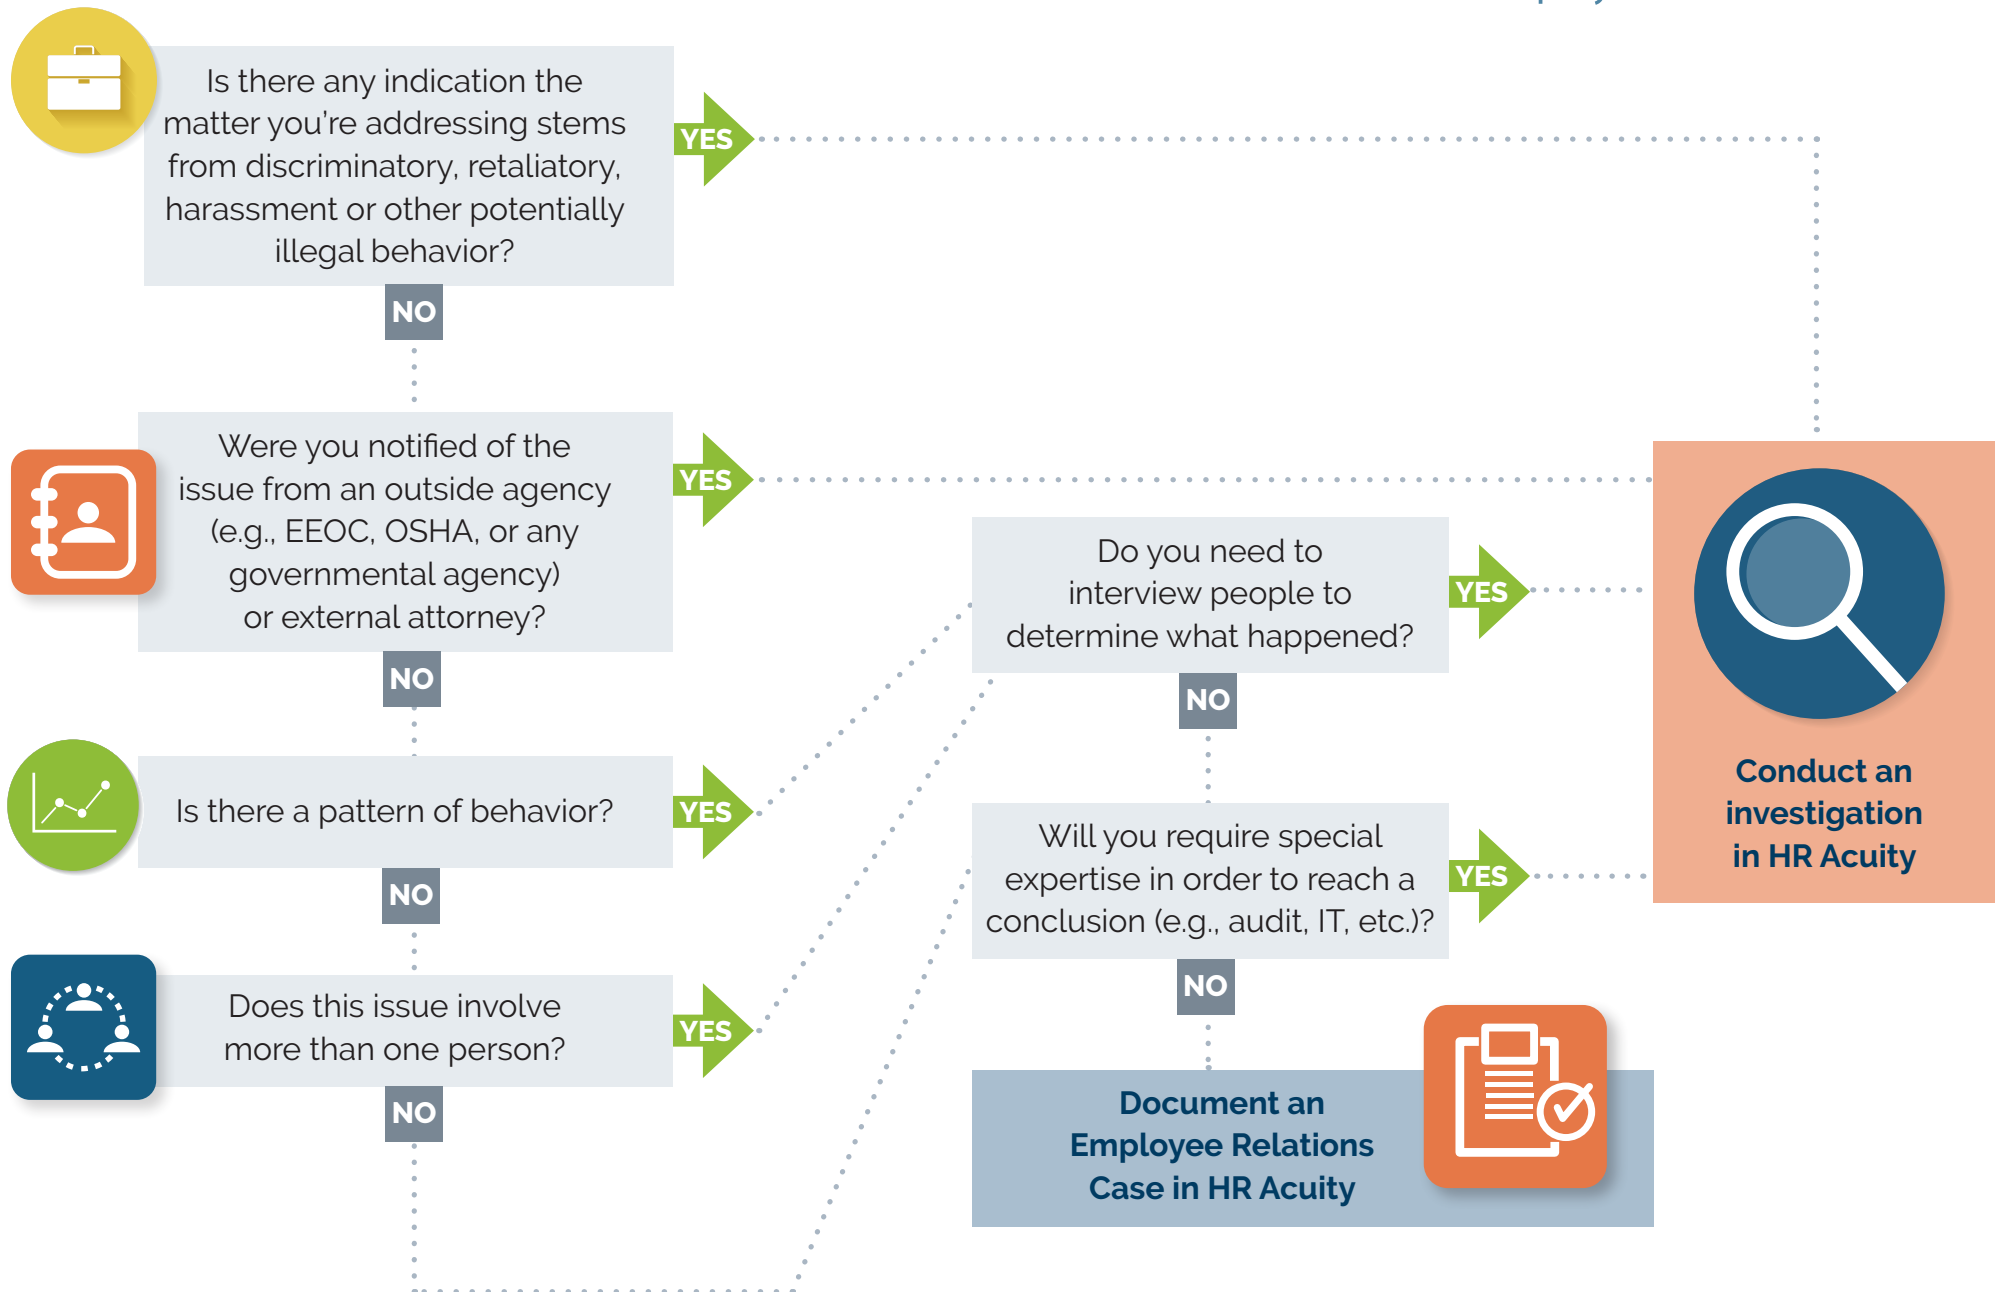 Is there any indication the
matter you're addressing stems
from discriminatory, retaliatory,
harassment or other potentially
illegal behavior?
YES
NO
Were you notified of the
issue from an outside agency
(e.g., EEOC, OSHA, or any
governmental agency)
or external attorney?
YES
NO
Is there a pattern of behavior?
YES
NO
Does this issue involve
more than one person?
YES
NO
Do you need to
interview people to
determine what happened?
YES
NO
Will you require special
expertise in order to reach a
conclusion (e.g., audit, IT, etc.)?
YES
NO
Document an
Employee Relations
Case in HR Acuity
Conduct an
investigation
in HR Acuity